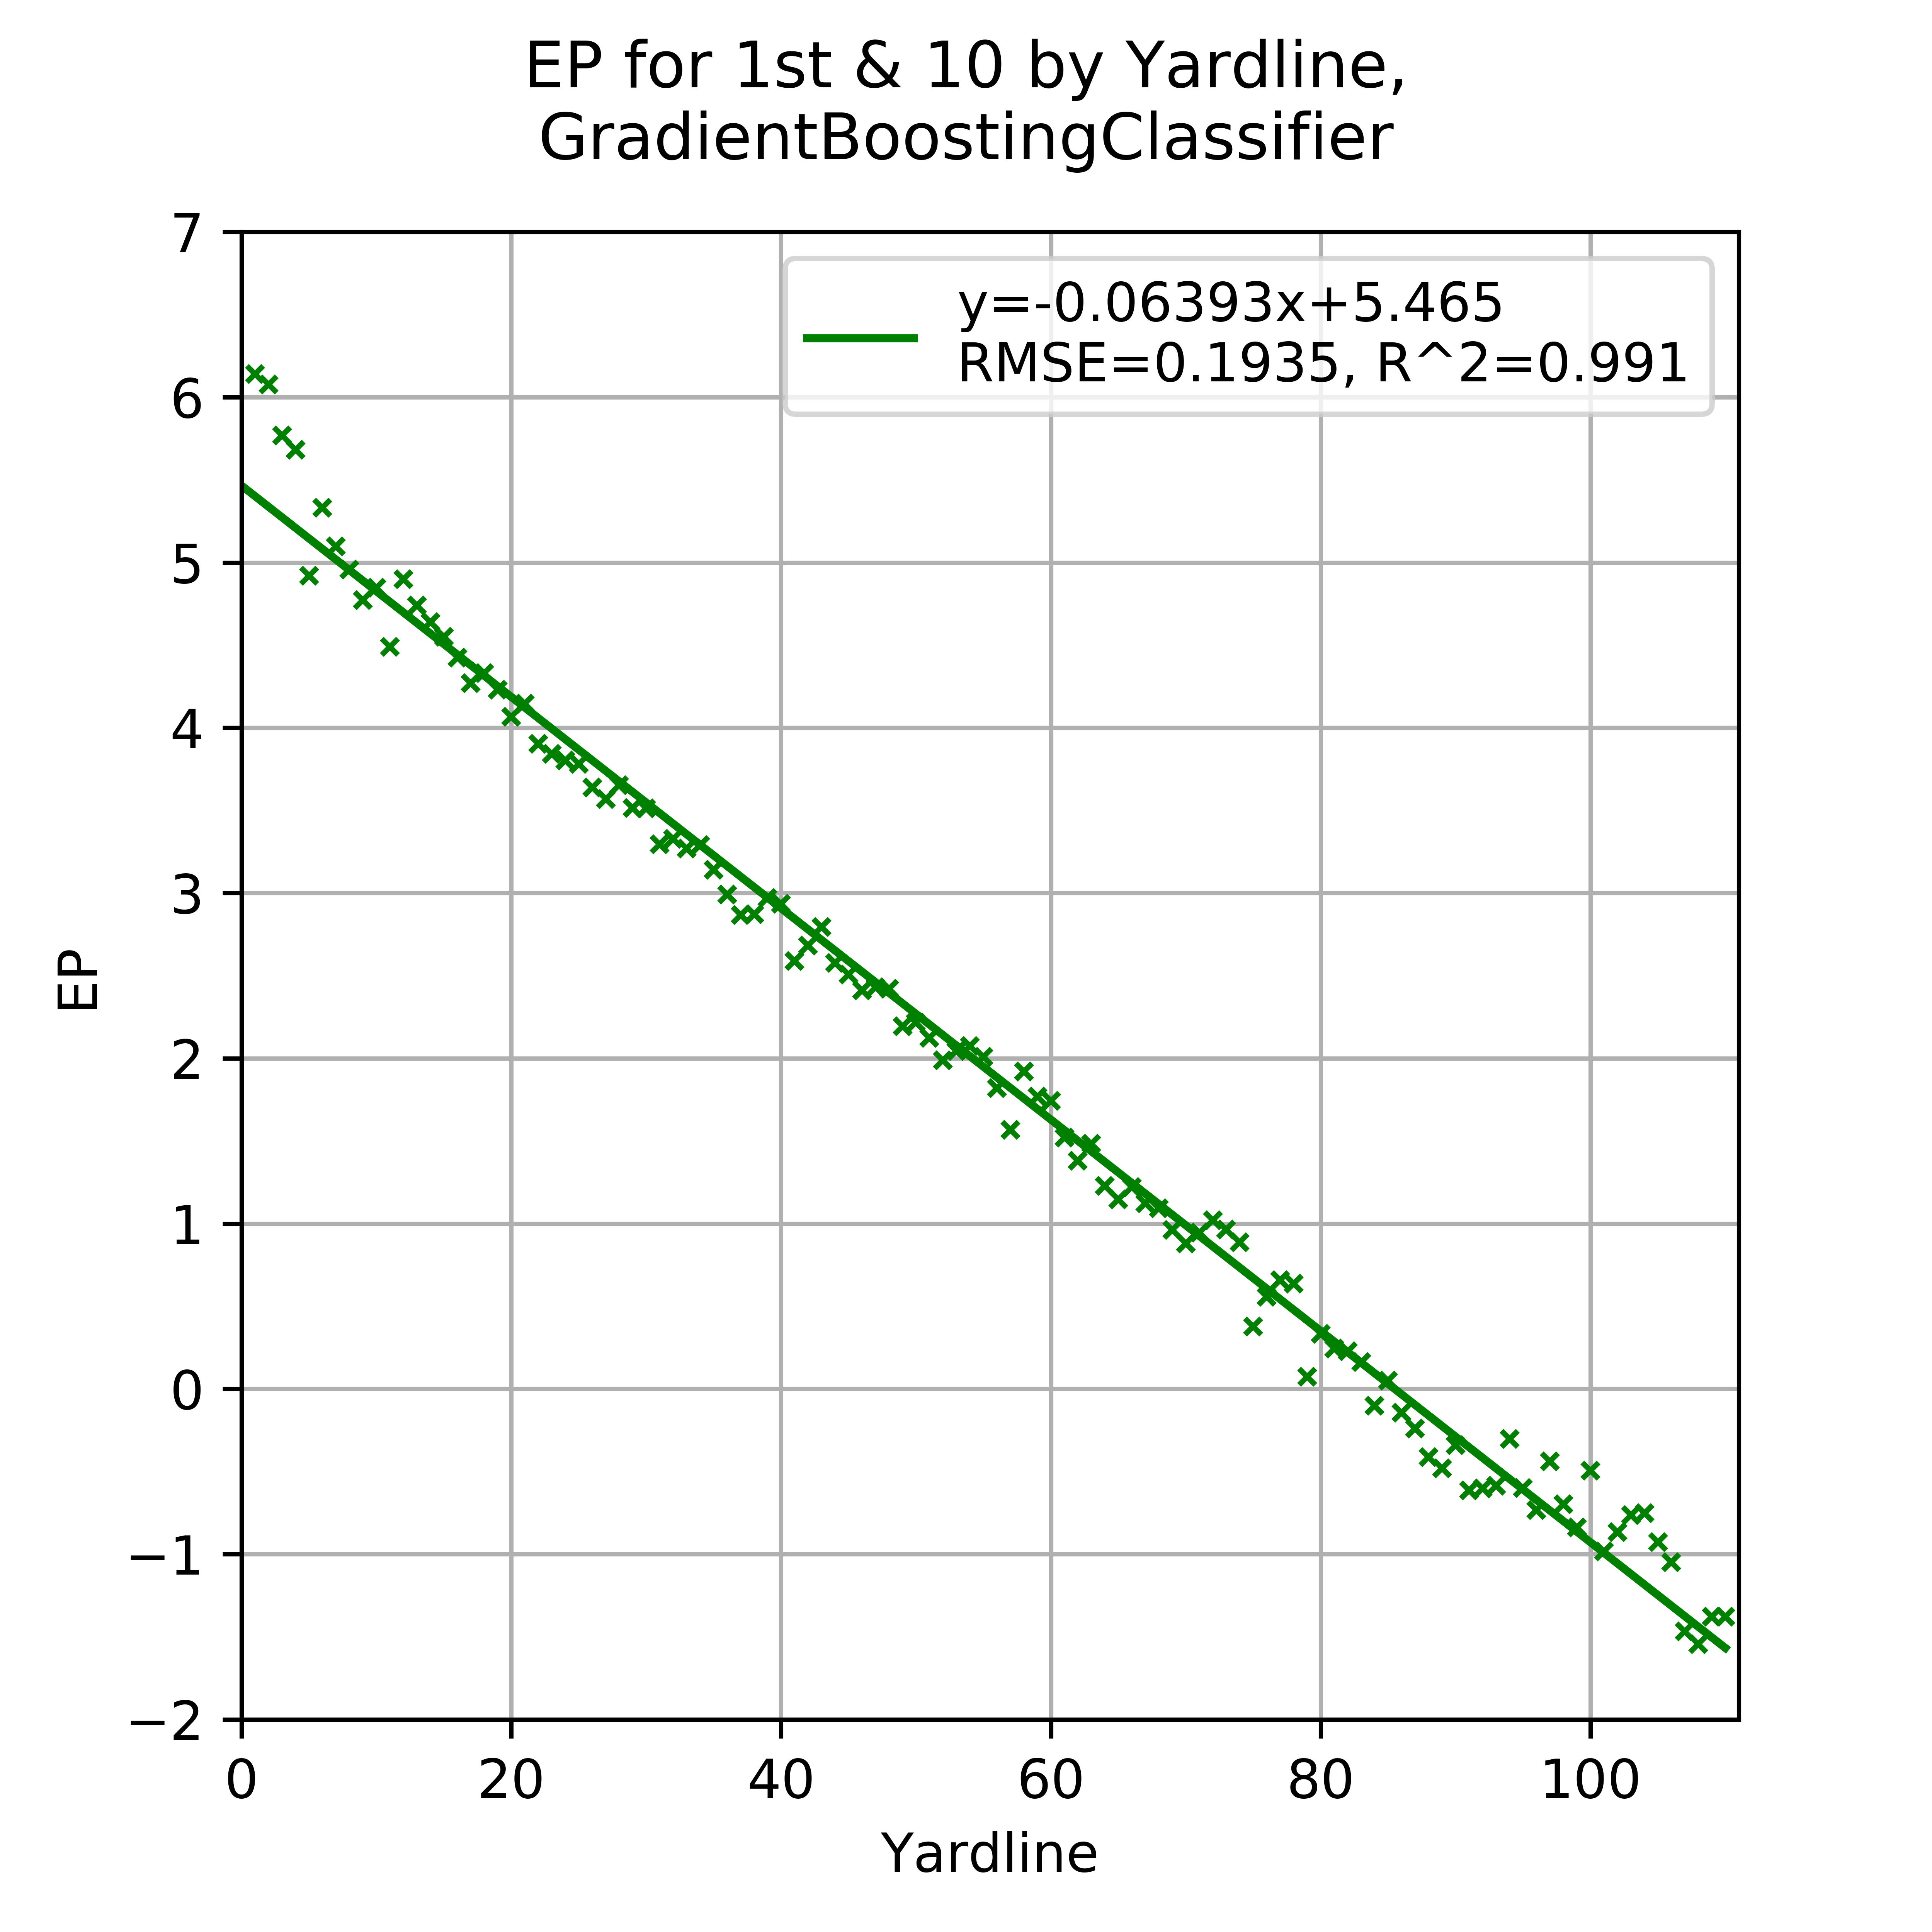 EP for 1st & 10 by Yardline,
GradientBoostingClassifier
y=-0.06393x+5.465
RMSE=0.1935, R^2=0.991
7
6
5
4
3
2
1
0
−1
−2
EP
0 20 40 60 80 100
Yardline